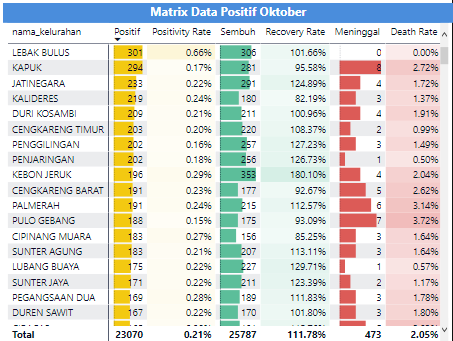 Matrix Data Positif Oktober
nama_kelurahan Positif Positivity Rate Sembuh Recovery Rate Meninggal Death Rate
LEBAK BULUS 301 0.66% 306 101.66% 0 0.00%
KAPUK 294 0.17% 281 95.58% 8 2.72%
JATINEGARA 233 0.22% 291 124.89% 4 1.72%
KALIDERES 219 0.24% 180 82.19% 3 1.37%
DURI KOSAMBI 209 0.21% 211 100.96% 4 1.91%
CENGKARENG TIMUR 203 0.20% 220 108.37% 2 0.99%
PENGGILINGAN 202 0.16% 257 127.23% 3 1.49%
PENJARINGAN 202 0.18% 256 126.73% 1 0.50%
KEBON JERUK 196 0.29% 353 180.10% 4 2.04%
CENGKARENG BARAT 191 0.23% 177 92.67% 5 2.62%
PALMERAH 191 0.24% 215 112.57% 6 3.14%
PULO GEBANG 188 0.15% 175 93.09% 7 3.72%
CIPINANG MUARA 183 0.27% 156 85.25% 3 1.64%
SUNTER AGUNG 183 0.21% 207 113.11% 3 1.64%
LUBANG BUAYA 175 0.22% 227 129.71% 1 0.57%
SUNTER JAYA 171 0.22% 211 123.39% 2 1.17%
PEGANGSAAN DUA 169 0.28% 189 111.83% 3 1.78%
DUREN SAWIT 167 0.22% 170 101.80% 3 1.80%
Total 23070 0.21% 25787 111.78% 473 2.05%